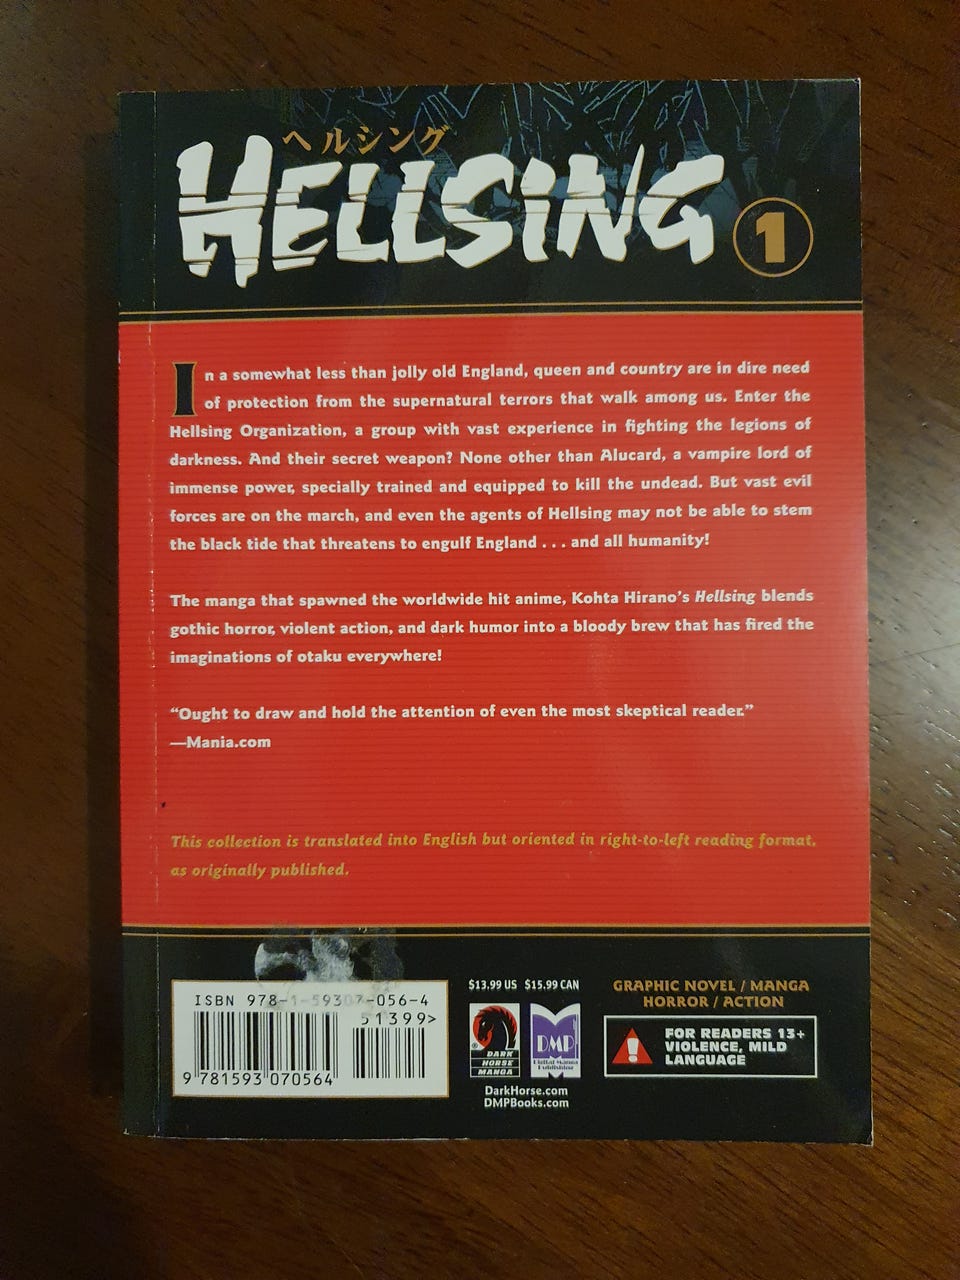 ヘルシング
HELLSING
1
In a somewhat less than jolly old England, queen and country are in dire need
of protection from the supernatural terrors that walk among us. Enter the
Hellsing Organization, a group with vast experience in fighting the legions of
darkness. And their secret weapon? None other than Alucard, a vampire lord of
immense power, specially trained and equipped to kill the undead. But vast evil
forces are on the march, and even the agents of Hellsing may not be able to stem
the black tide that threatens to engulf England . . . and all humanity!
The manga that spawned the worldwide hit anime, Kohta Hirano's Hellsing blends
gothic horror, violent action, and dark humor into a bloody brew that has fired the
imaginations of otaku everywhere!
“Ought to draw and hold the attention of even the most skeptical reader.”
—Mania.com
This collection is translated into English but oriented in right-to-left reading format,
as originally published.
ISBN 978-1-59307-056-4
51399>
9 781593 070564
$13.99 US $15.99 CAN
®
DARK
HORSE
MANGA
DMP
Digital Manga
Publishing
DarkHorse.com
DMPBooks.com
GRAPHIC NOVEL / MANGA
HORROR / ACTION
FOR READERS 13+
VIOLENCE, MILD
LANGUAGE